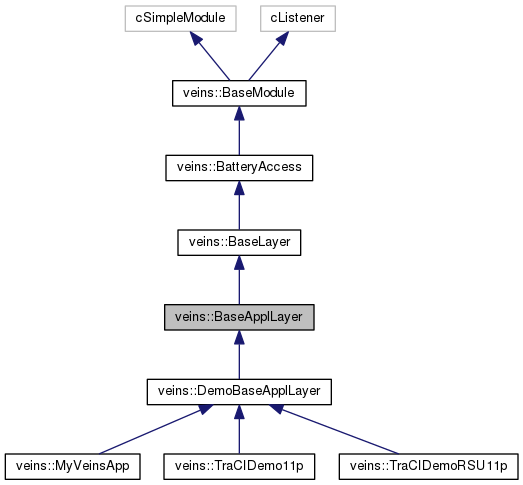 cSimpleModule
cListener
veins::BaseModule
veins::BatteryAccess
veins::BaseLayer
veins::BaseApplLayer
veins::DemoBaseApplLayer
veins::MyVeinsApp
veins::TraCIDemo11p
veins::TraCIDemoRSU11p